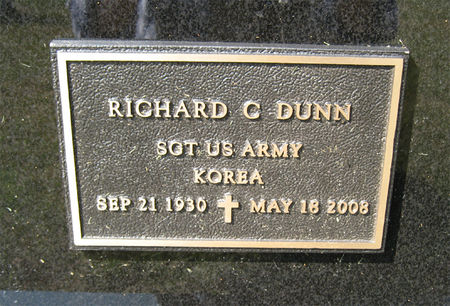 RICHARD C DUNN
SGT US ARMY
KOREA
SEP 21 1930 ✝ MAY 18 2008